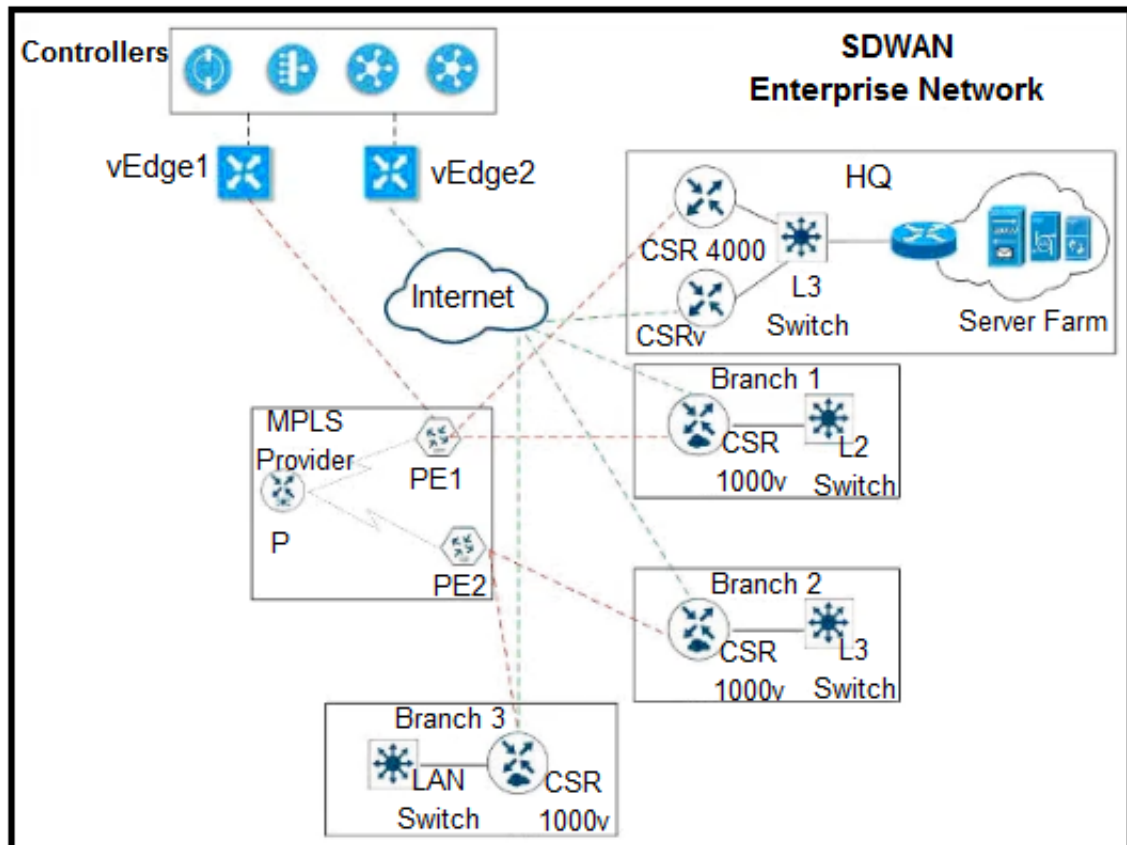 Controllers
SDWAN
Enterprise Network
vEdge1
vEdge2
HQ
CSR 4000
Internet
L3
Switch
CSRv
Server Farm
Branch 1
MPLS
Provider
PE1
CSR
1000v
L2
Switch
P
PE2
Branch 2
CSR
1000v
L3
Switch
Branch 3
LAN
Switch
CSR
1000v